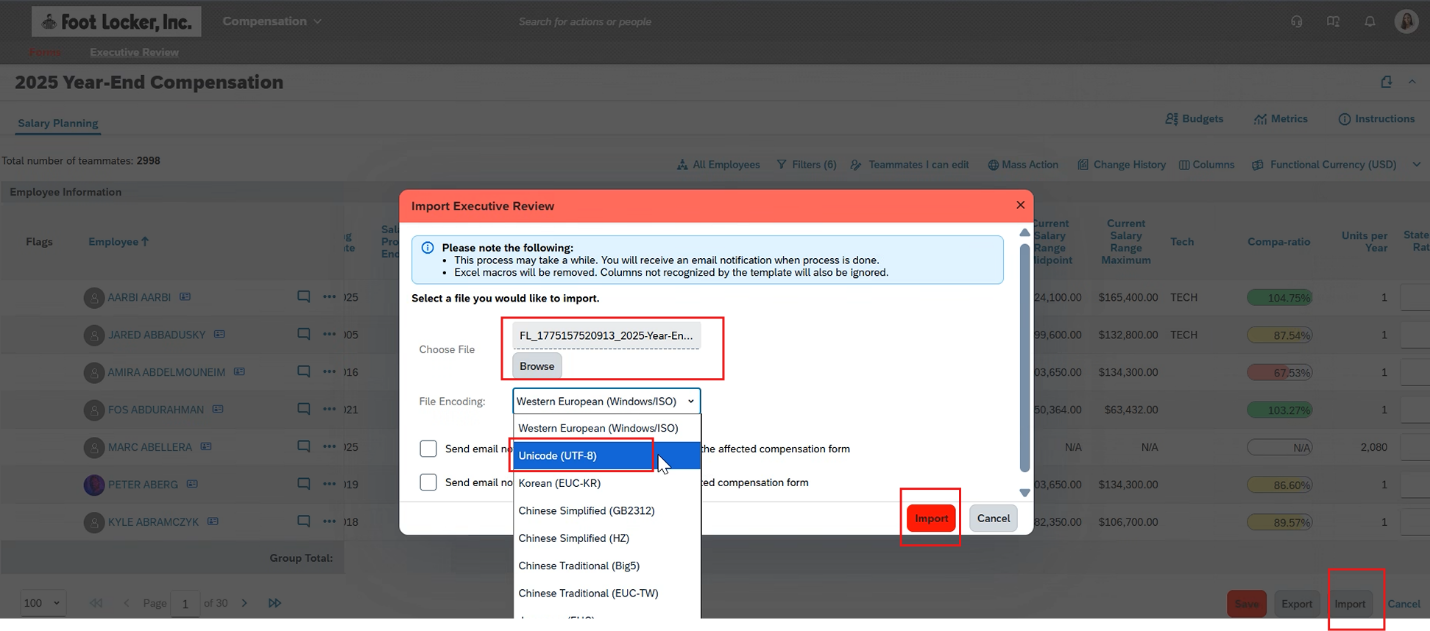 Foot Locker, Inc.
Compensation
Search for actions or people
Forms
Executive Review
2025 Year-End Compensation
Salary Planning
Budgets
Metrics
Instructions
Total number of teammates: 2998
All Employees
Filters (6)
Teammates I can edit
Mass Action
Change History
Columns
Functional Currency (USD)
Employee Information
Flags
Employee
Current
Salary
Range
Current
Salary
Range
Maximum
Tech
Compa-ratio
Units per
Year
AARBI AARBI
$165,400.00
TECH
104.75%
1
JARED ABBADUSKY
$132,800.00
TECH
87.54%
1
AMIRA ABDELMOUNEIM
$134,300.00
67.53%
1
FOS ABDURAHMAN
$63,432.00
103.27%
1
MARC ABELLERA
N/A
N/A
N/A
2,080
PETER ABERG
$134,300.00
86.60%
1
KYLE ABRAMCZYK
$106,700.00
89.57%
1
Group Total:
100
Page 1 of 30
Save
Export
Import
Cancel
Import Executive Review
Please note the following:
• This process may take a while. You will receive an email notification when process is done.
• Excel macros will be removed. Columns not recognized by the template will also be ignored.
Select a file you would like to import.
Choose File
FL_1775157520913_2025-Year-En...
Browse
File Encoding:
Western European (Windows/ISO)
Western European (Windows/ISO)
Unicode (UTF-8)
Korean (EUC-KR)
Chinese Simplified (GB2312)
Chinese Simplified (HZ)
Chinese Traditional (Big5)
Chinese Traditional (EUC-TW)
Send email no
the affected compensation form
Send email no
ted compensation form
Import
Cancel